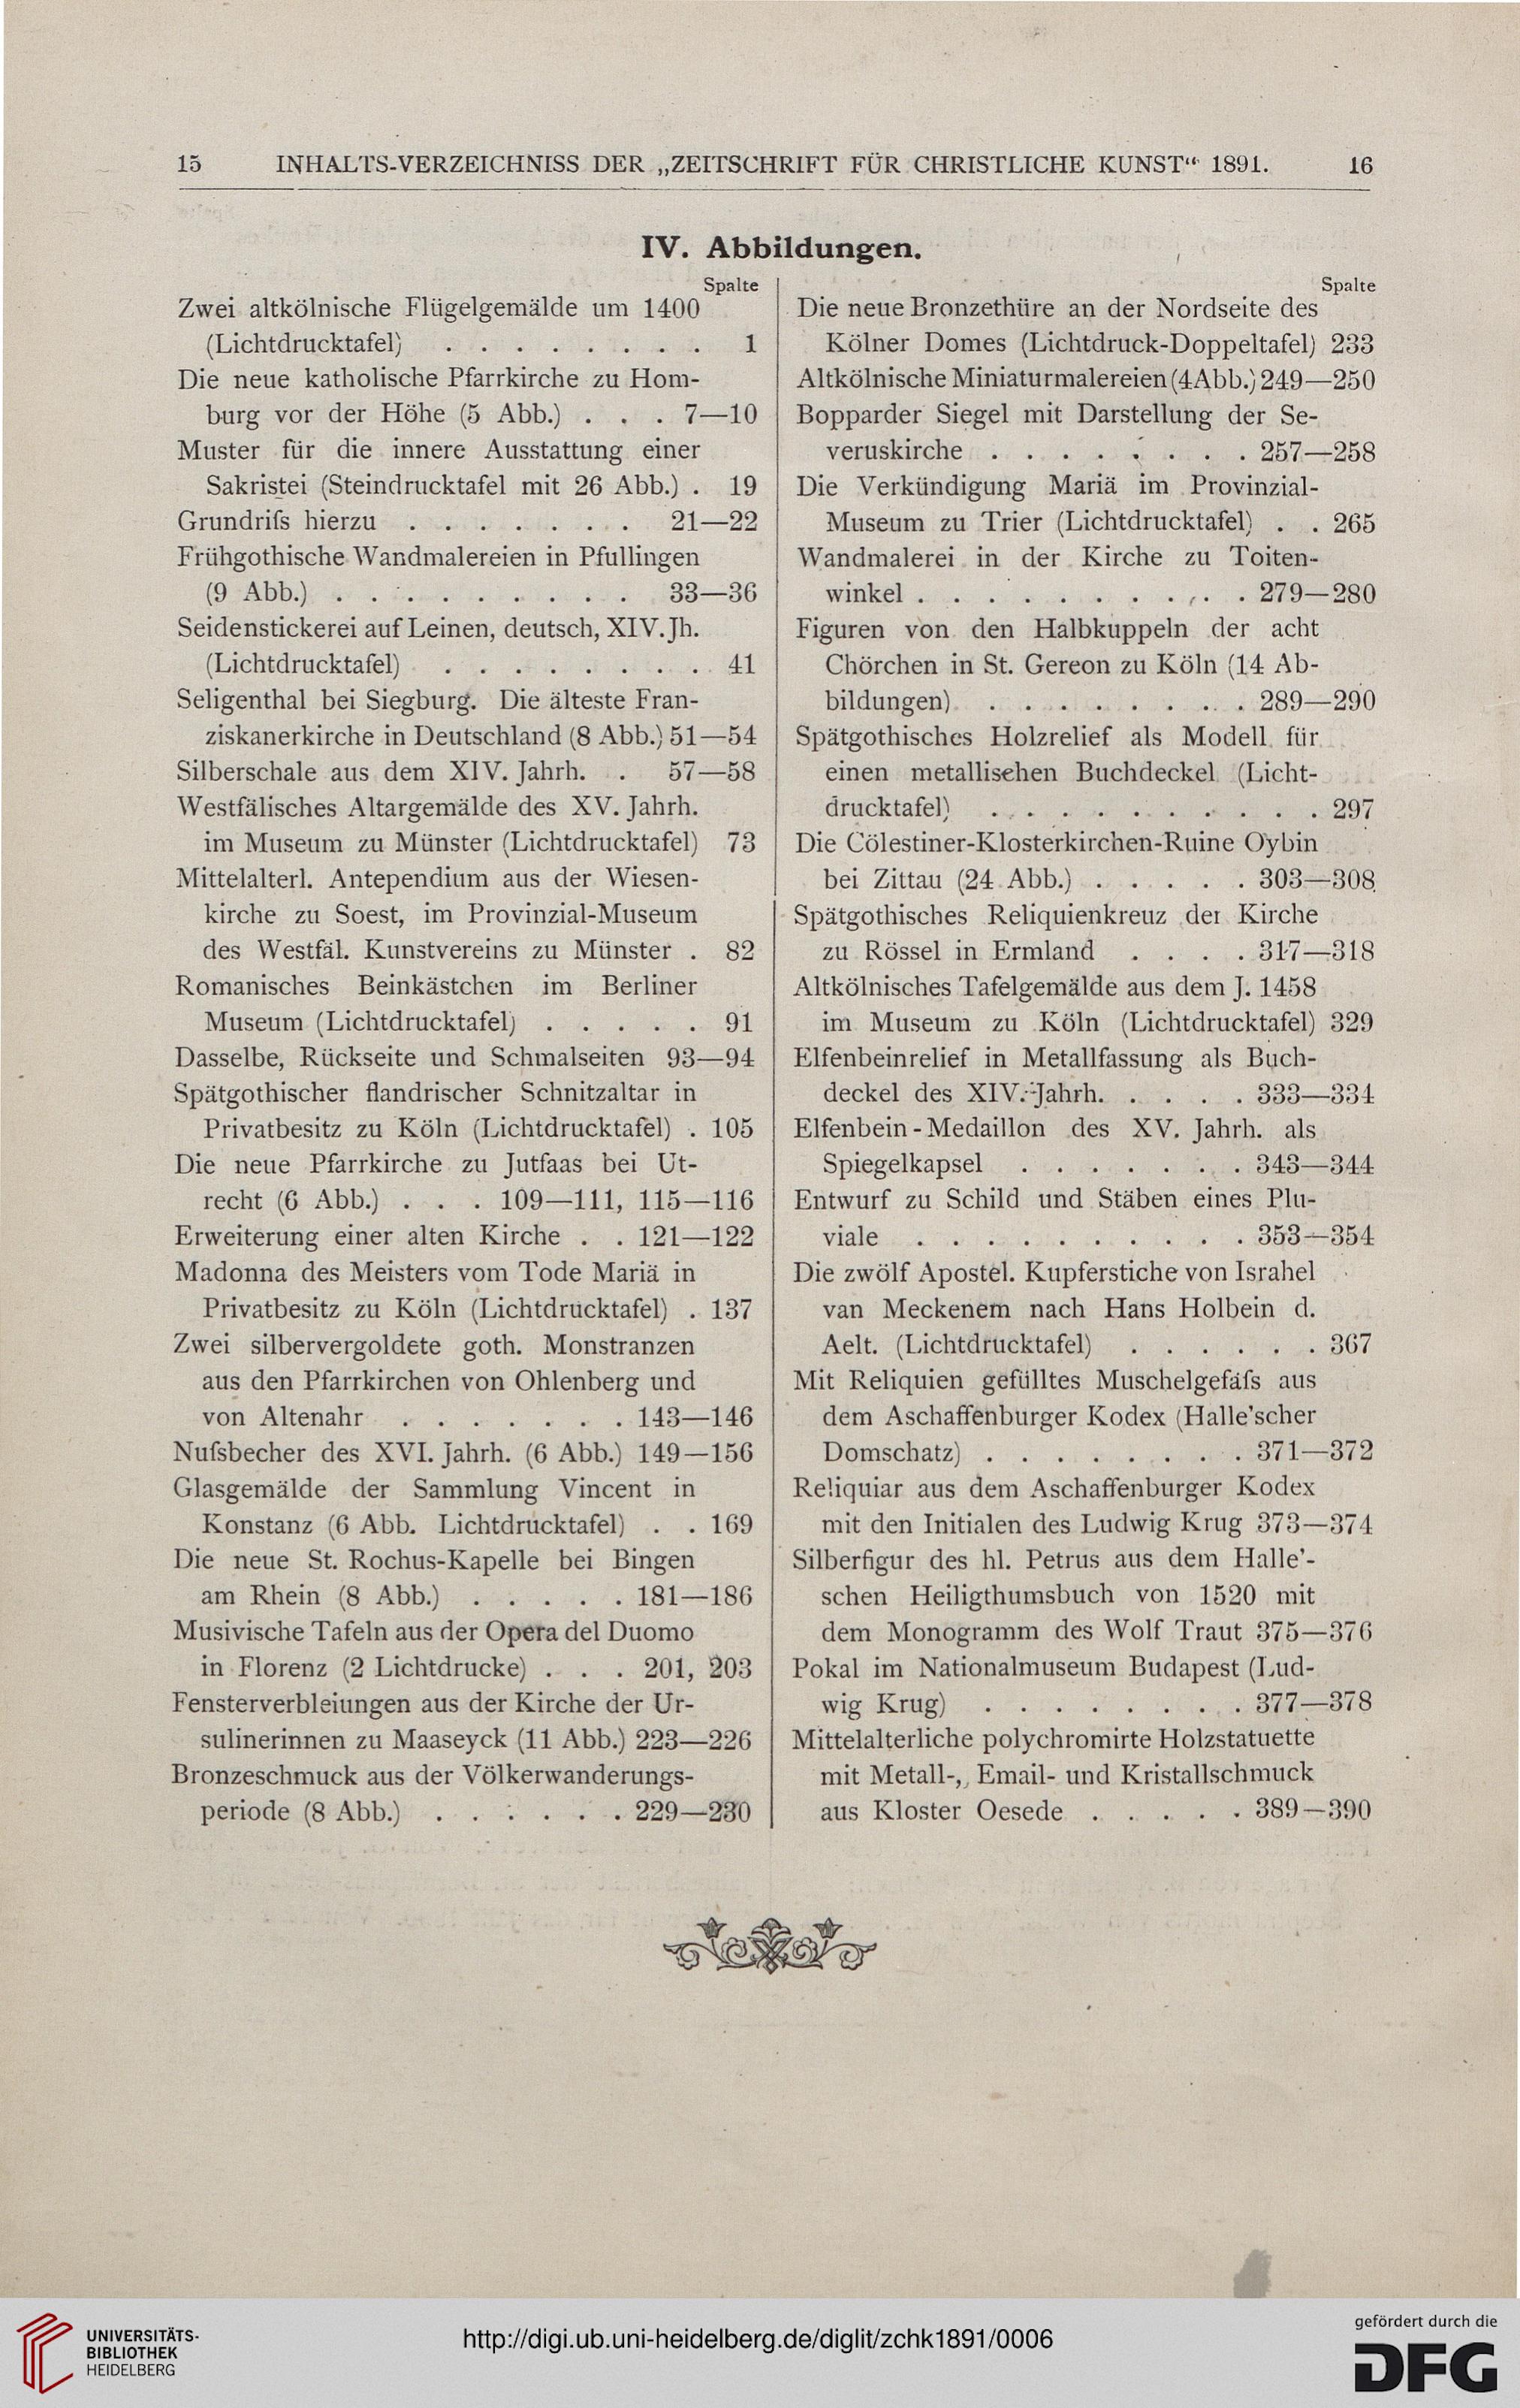 15 INHALTS-VERZEICHNISS DER „ZEITSCHRIFT FÜR CHRISTLICHE KUNST“ 1891. 16
IV. Abbildungen.
Spalte
Zwei altkölnische Flügelgemälde um 1400
(Lichtdrucktafel) . . . . . . . . 1
Die neue katholische Pfarrkirche zu Hom-
burg vor der Höhe (5 Abb.) . . . 7—10
Muster für die innere Ausstattung einer
Sakristei (Steindrucktafel mit 26 Abb.) . 19
Grundriſs hierzu . . . . . . . 21—22
Frühgothische Wandmalereien in Pfullingen
(9 Abb.) . . . . . . . . . 33—36
Seidenstickerei auf Leinen, deutsch, XIV. Jh.
(Lichtdrucktafel) . . . . . . . . 41
Seligenthal bei Siegburg. Die älteste Fran-
ziskanerkirche in Deutschland (8 Abb.) 51—54
Silberschale aus dem XIV. Jahrh. . 57—58
Westfälisches Altargemälde des XV. Jahrh.
im Museum zu Münster (Lichtdrucktafel) 73
Mittelalterl. Antependium aus der Wiesen-
kirche zu Soest, im Provinzial-Museum
des Westfäl. Kunstvereins zu Münster . 82
Romanisches Beinkästchen im Berliner
Museum (Lichtdrucktafel) . . . . . 91
Dasselbe, Rückseite und Schmalseiten 93—94
Spätgothischer flandrischer Schnitzaltar in
Privatbesitz zu Köln (Lichtdrucktafel) . 105
Die neue Pfarrkirche zu Jutfaas bei Ut-
recht (6 Abb.) . . . 109—111, 115—116
Erweiterung einer alten Kirche . . 121—122
Madonna des Meisters vom Tode Mariä in
Privatbesitz zu Köln (Lichtdrucktafel) . 137
Zwei silbervergoldete goth. Monstranzen
aus den Pfarrkirchen von Ohlenberg und
von Altenahr . . . . . . . 143—146
Nuſsbecher des XVI. Jahrh. (6 Abb.) 149—156
Glasgemälde der Sammlung Vincent in
Konstanz (6 Abb. Lichtdrucktafel) . . 169
Die neue St. Rochus-Kapelle bei Bingen
am Rhein (8 Abb.) . . . . . 181—186
Musivische Tafeln aus der Opera del Duomo
in Florenz (2 Lichtdrucke) . . . 201, 203
Fensterverbleiungen aus der Kirche der Ur-
sulinerinnen zu Maaseyck (11 Abb.) 223—226
Bronzeschmuck aus der Völkerwanderungs-
periode (8 Abb.) . . . . . . 229—230
Spalte
Die neue Bronzethüre an der Nordseite des
Kölner Domes (Lichtdruck-Doppeltafel) 233
Altkölnische Miniaturmalereien (4 Abb.) 249—250
Bopparder Siegel mit Darstellung der Se-
veruskirche . . . . . . . . 257—258
Die Verkündigung Mariä im Provinzial-
Museum zu Trier (Lichtdrucktafel) . . 265
Wandmalerei in der Kirche zu Toiten-
winkel . . . . . . . . . . 279—280
Figuren von den Halbkuppeln der acht
Chörchen in St. Gereon zu Köln (14 Ab-
bildungen) . . . . . . . . 289—290
Spätgothisches Holzrelief als Modell für
einen metallischen Buchdeckel (Licht-
drucktafel) . . . . . . . . . . 297
Die Cölestiner-Klosterkirchen-Ruine Oybin
bei Zittau (24 Abb.) . . . . . 303—308
Spätgothisches Reliquienkreuz der Kirche
zu Rössel in Ermland . . . . 317—318
Altkölnisches Tafelgemälde aus dem J. 1458
im Museum zu Köln (Lichtdrucktafel) 329
Elfenbeinrelief in Metallfassung als Buch-
deckel des XIV. Jahrh. . . . . 333—334
Elfenbein-Medaillon des XV. Jahrh. als
Spiegelkapsel . . . . . . . 343—344
Entwurf zu Schild und Stäben eines Plu-
viale . . . . . . . . . . 353—354
Die zwölf Apostel. Kupferstiche von Israhel
van Meckenem nach Hans Holbein d.
Aelt. (Lichtdrucktafel) . . . . . . 367
Mit Reliquien gefülltes Muschelgefäſs aus
dem Aschaffenburger Kodex (Halle'scher
Domschatz) . . . . . . . . 371—372
Reliquiar aus dem Aschaffenburger Kodex
mit den Initialen des Ludwig Krug 373—374
Silberfigur des hl. Petrus aus dem Halle'-
schen Heiligthumsbuch von 1520 mit
dem Monogramm des Wolf Traut 375—376
Pokal im Nationalmuseum Budapest (Lud-
wig Krug) . . . . . . . . 377—378
Mittelalterliche polychromirte Holzstatuette
mit Metall-, Email- und Kristallschmuck
aus Kloster Oesede . . . . . 389—390
UNIVERSITÄTS-
BIBLIOTHEK
HEIDELBERG
http://digi.ub.uni-heidelberg.de/diglit/zchk1891/0006
gefördert durch die
DFG